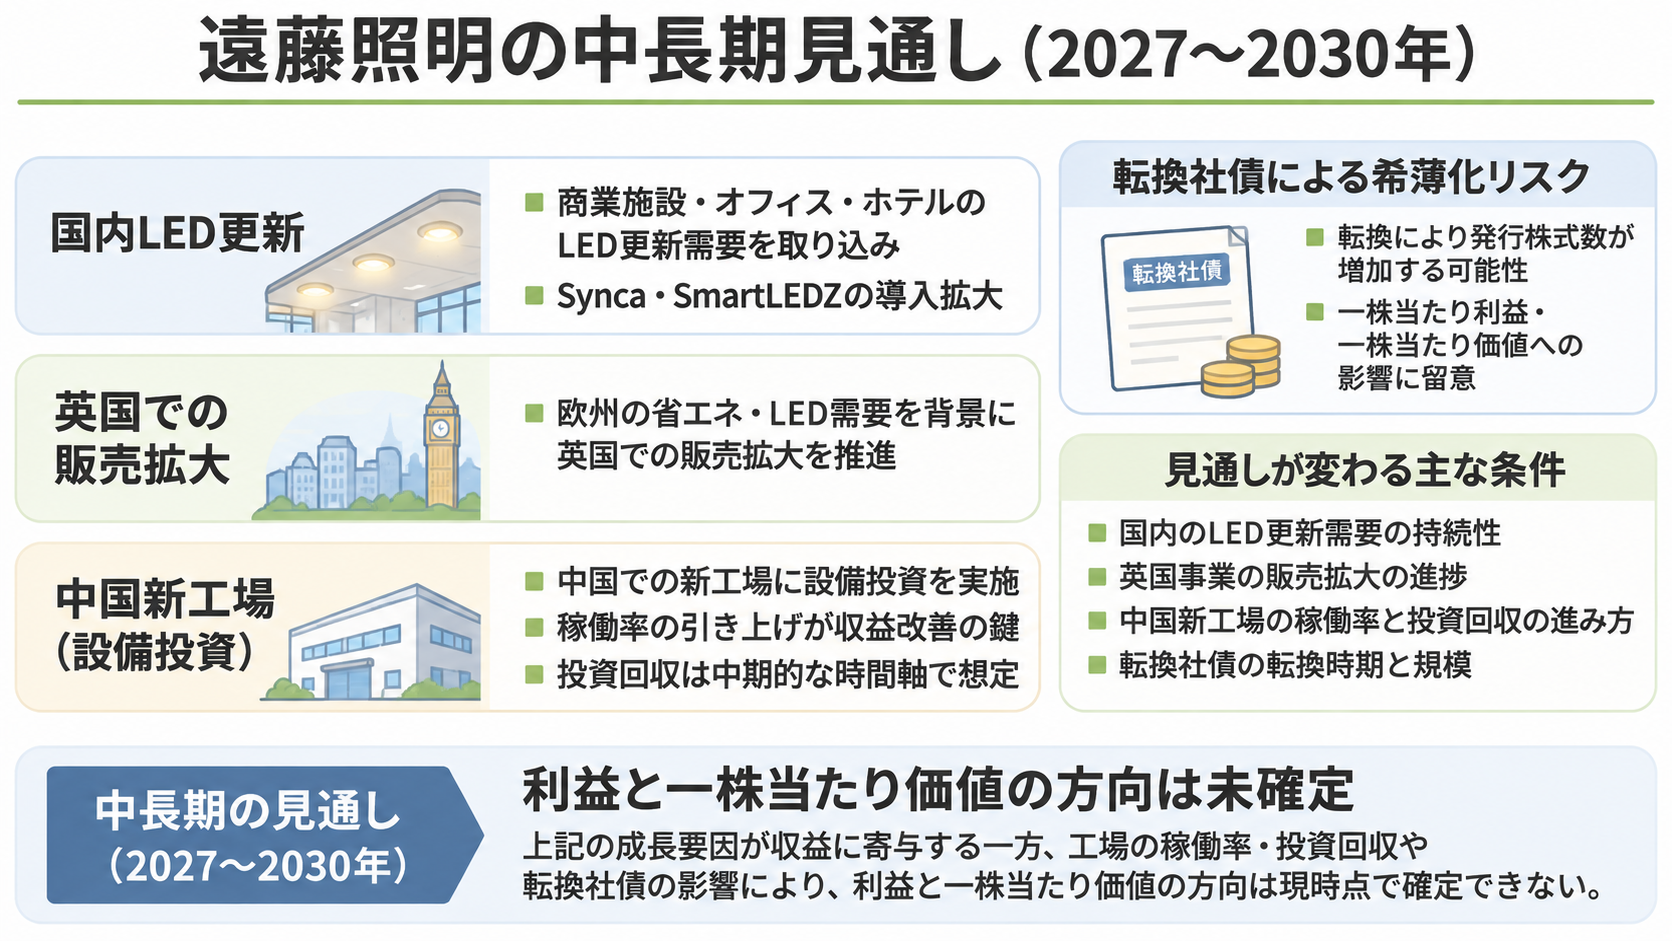 遠藤照明の中長期見通し（2027～2030年）
国内LED更新
商業施設・オフィス・ホテルの
LED更新需要を取り込み
Synca・SmartLEDZの導入拡大
英国での
販売拡大
欧州の省エネ・LED需要を背景に
英国での販売拡大を推進
中国新工場
（設備投資）
中国での新工場に設備投資を実施
稼働率の引き上げが収益改善の鍵
投資回収は中期的な時間軸で想定
転換社債による希薄化リスク
転換社債
転換により発行株式数が
増加する可能性
一株当たり利益・
一株当たり価値への
影響に留意
見通しが変わる主な条件
国内のLED更新需要の持続性
英国事業の販売拡大の進捗
中国新工場の稼働率と投資回収の進み方
転換社債の転換時期と規模
中長期の見通し
（2027～2030年）
利益と一株当たり価値の方向は未確定
上記の成長要因が収益に寄与する一方、工場の稼働率・投資回収や
転換社債の影響により、利益と一株当たり価値の方向は現時点で確定できない。